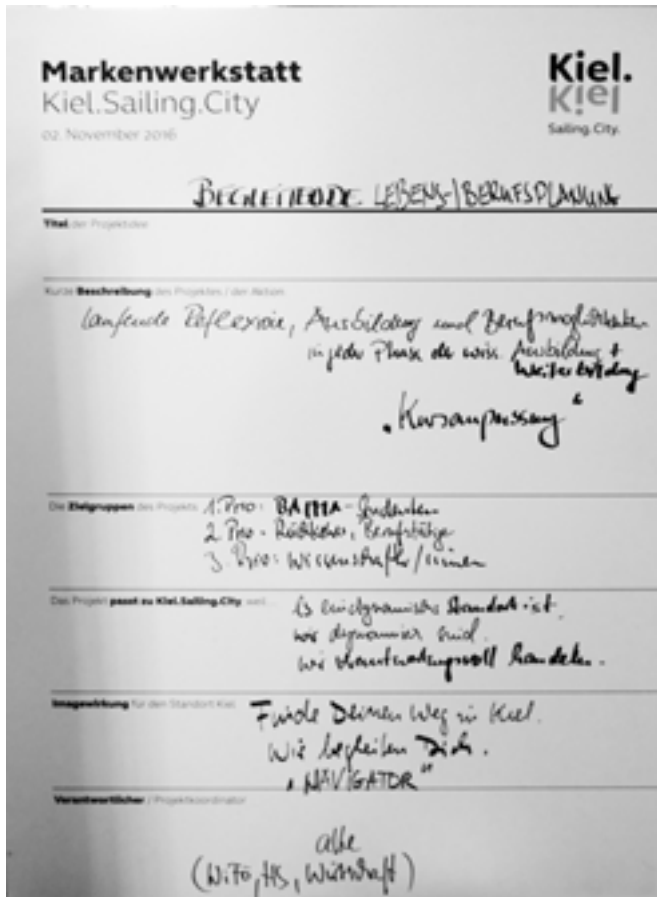 Markenwerkstatt
Kiel.Sailing.City
02. November 2016
Kiel.
Kiel
Sailing.City.
BEGLEITENDE LEBENS-/BERUFSPLANUNG
Titel der Projektidee
Kurze Beschreibung des Projektes / der Aktion
laufende Reflexion, Ausbildung und Berufsmöglichkeiten
in jeder Phase der wiss. Ausbildung +
Weiterbildung
"Kursanpassung"
Die Zielgruppen des Projekts 1. Prio: BA/MA-Studenten
2. Prio - Rückkehrer, Berufstätige
3. Prio: Wissenschaftler/innen
Das Projekt passt zu Kiel.Sailing.City, weil... Es ein dynamischer Standort ist.
wir dynamisch sind.
wir verantwortungsvoll handeln.
Imagewirkung für den Standort Kiel Finde Deinen Weg in Kiel.
Wir begleiten Dich.
"NAVIGATOR"
Verantwortlicher / Projektkoordinator
alle
(WiFö, HS, Wirtschaft)